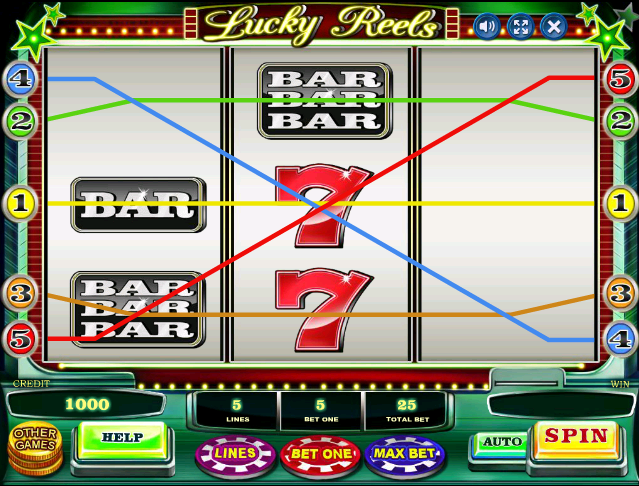 Lucky Reels
4
5
BAR
BAR
BAR
2
2
1
BAR
7
1
3
BAR
BAR
BAR
7
3
5
4
CREDIT
WIN
1000
5
5
25
LINES
BET ONE
TOTAL BET
OTHER GAMES
HELP
LINES
BET ONE
MAX BET
AUTO
SPIN